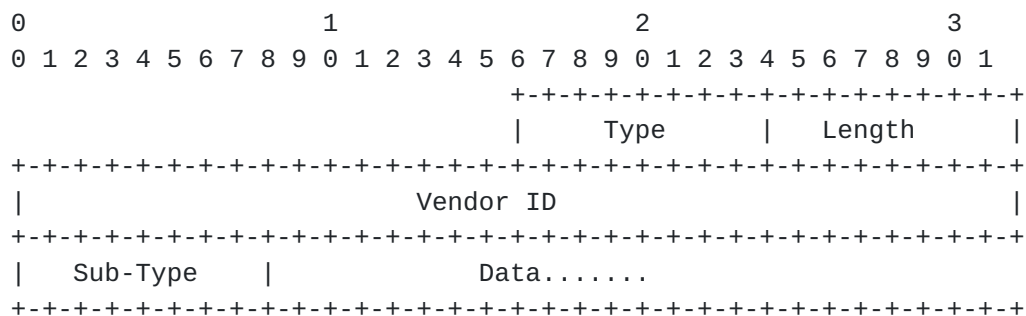 0                   1                   2                   3
0 1 2 3 4 5 6 7 8 9 0 1 2 3 4 5 6 7 8 9 0 1 2 3 4 5 6 7 8 9 0 1
                                +-+-+-+-+-+-+-+-+-+-+-+-+-+-+-+-+
                                |     Type      |   Length      |
+-+-+-+-+-+-+-+-+-+-+-+-+-+-+-+-+-+-+-+-+-+-+-+-+-+-+-+-+-+-+-+-+
|                         Vendor ID                             |
+-+-+-+-+-+-+-+-+-+-+-+-+-+-+-+-+-+-+-+-+-+-+-+-+-+-+-+-+-+-+-+-+
|   Sub-Type    |             Data.......
+-+-+-+-+-+-+-+-+-+-+-+-+-+-+-+-+-+-+-+-+-+-+-+-+-+-+-+-+-+-+-+-+